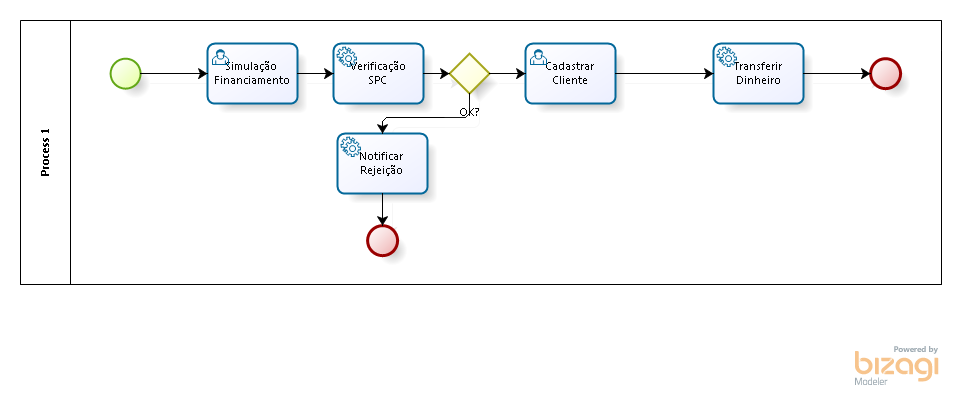 Process 1
Simulação
Financiamento
Verificação
SPC
OK?
Cadastrar
Cliente
Transferir
Dinheiro
Notificar
Rejeição
Powered by
bizagi
Modeler